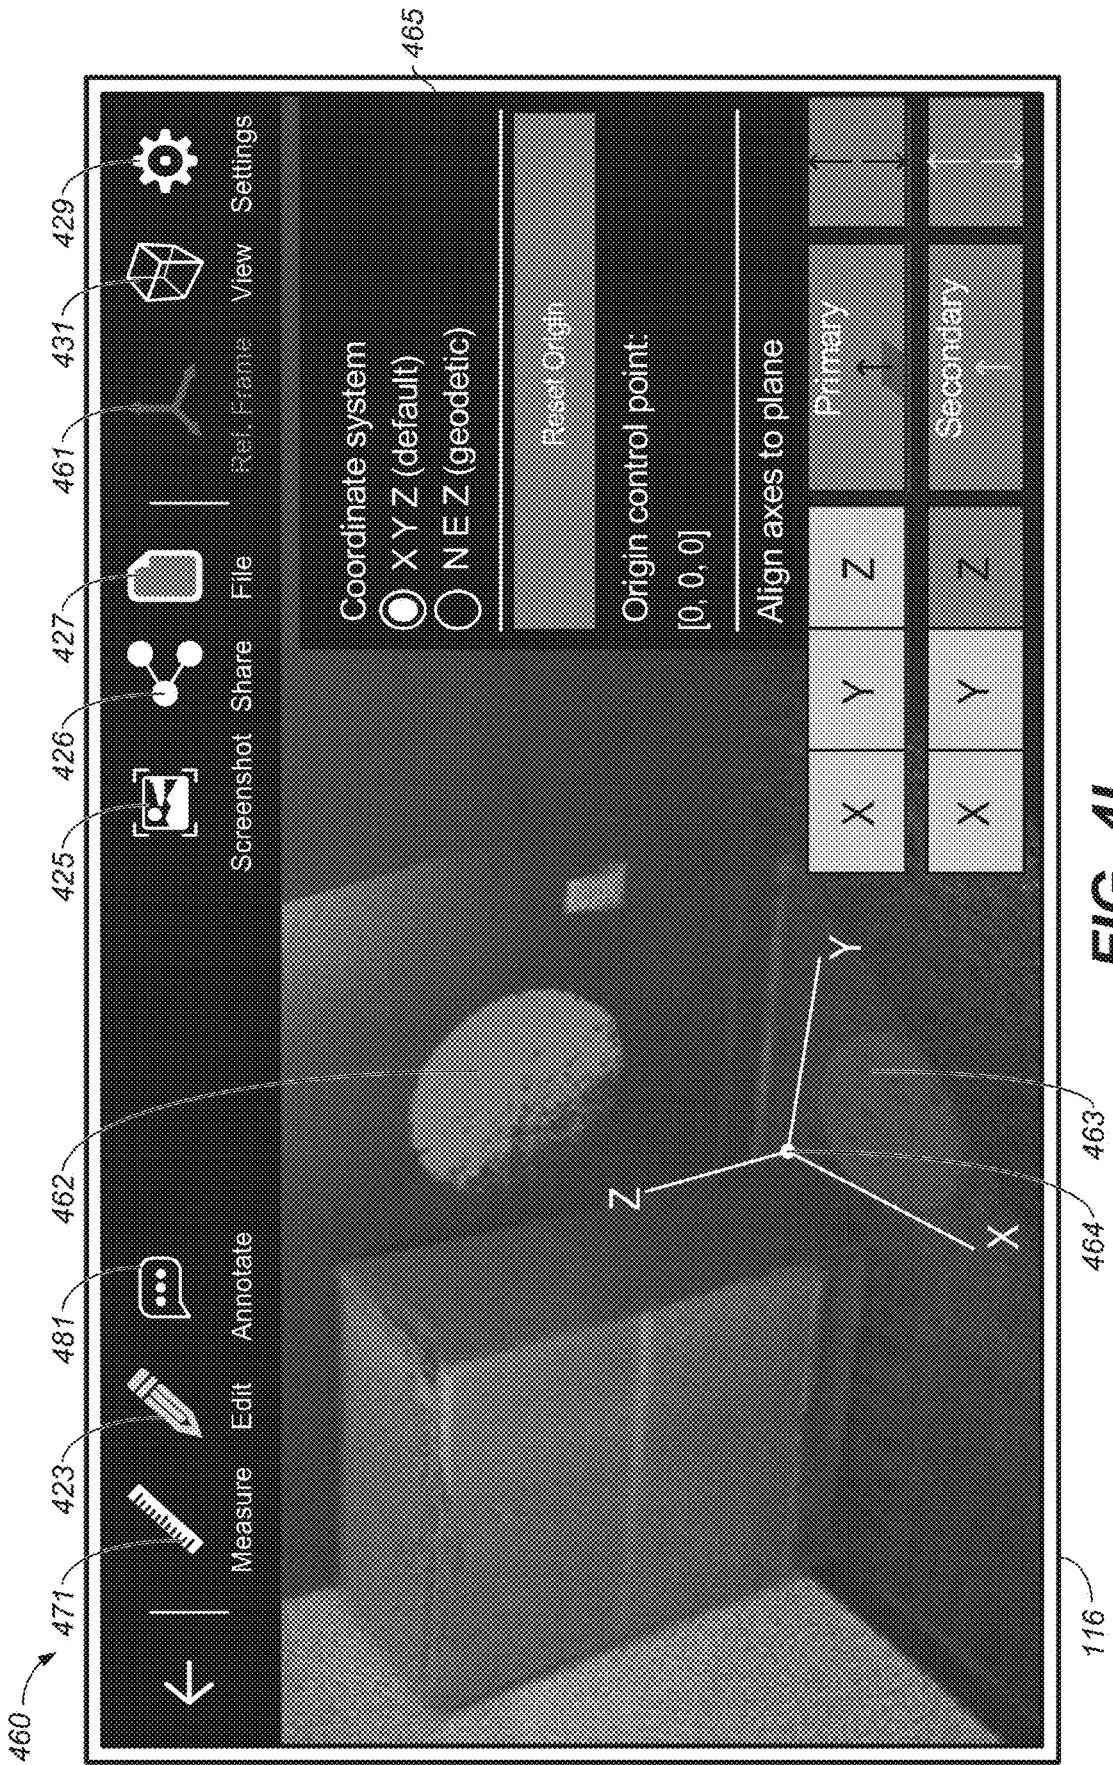 460
471
423
481
462
425
426
427
461
431
429
465
Measure
Edit
Annotate
Screenshot
Share
File
Ref. Frame
View
Settings
Coordinate system
X Y Z (default)
N E Z (geodetic)
Reset Origin
Origin control point:
[0, 0, 0]
Align axes to plane
X Y Z Primary
X Y Z Secondary
Z
Y
X
116
464
463